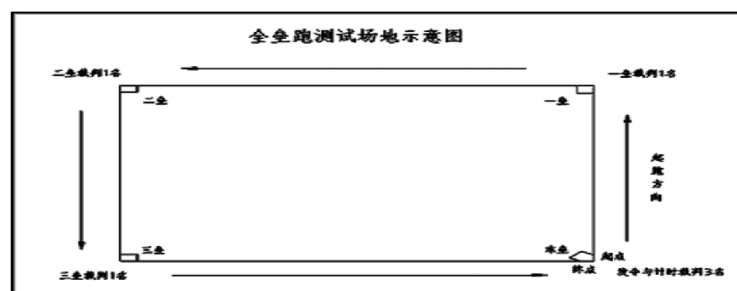 全垒跑测试场地示意图
二垒裁判1名
一垒裁判1名
二垒
一垒
起跑方向
三垒
本垒
起点
三垒裁判1名
终点
发令与计时裁判3名